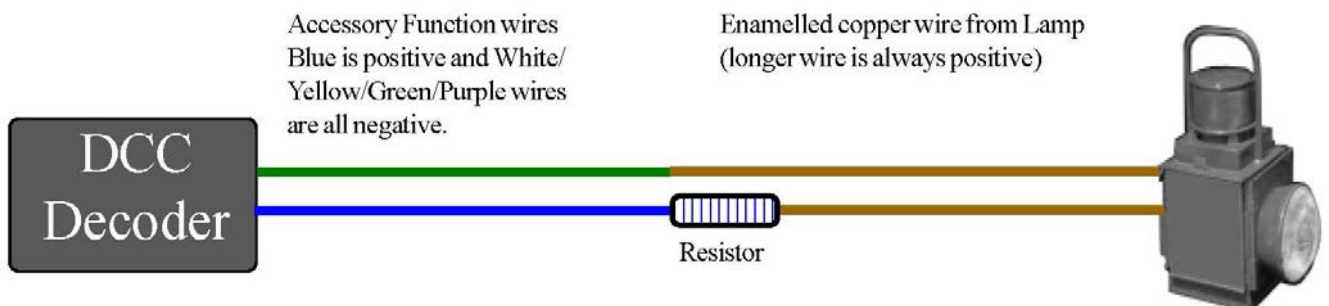 Accessory Function wires
Blue is positive and White/
Yellow/Green/Purple wires
are all negative.
Enamelled copper wire from Lamp
(longer wire is always positive)
DCC
Decoder
Resistor